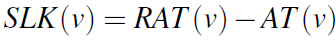 SLK(v) = RAT(v) − AT(v)